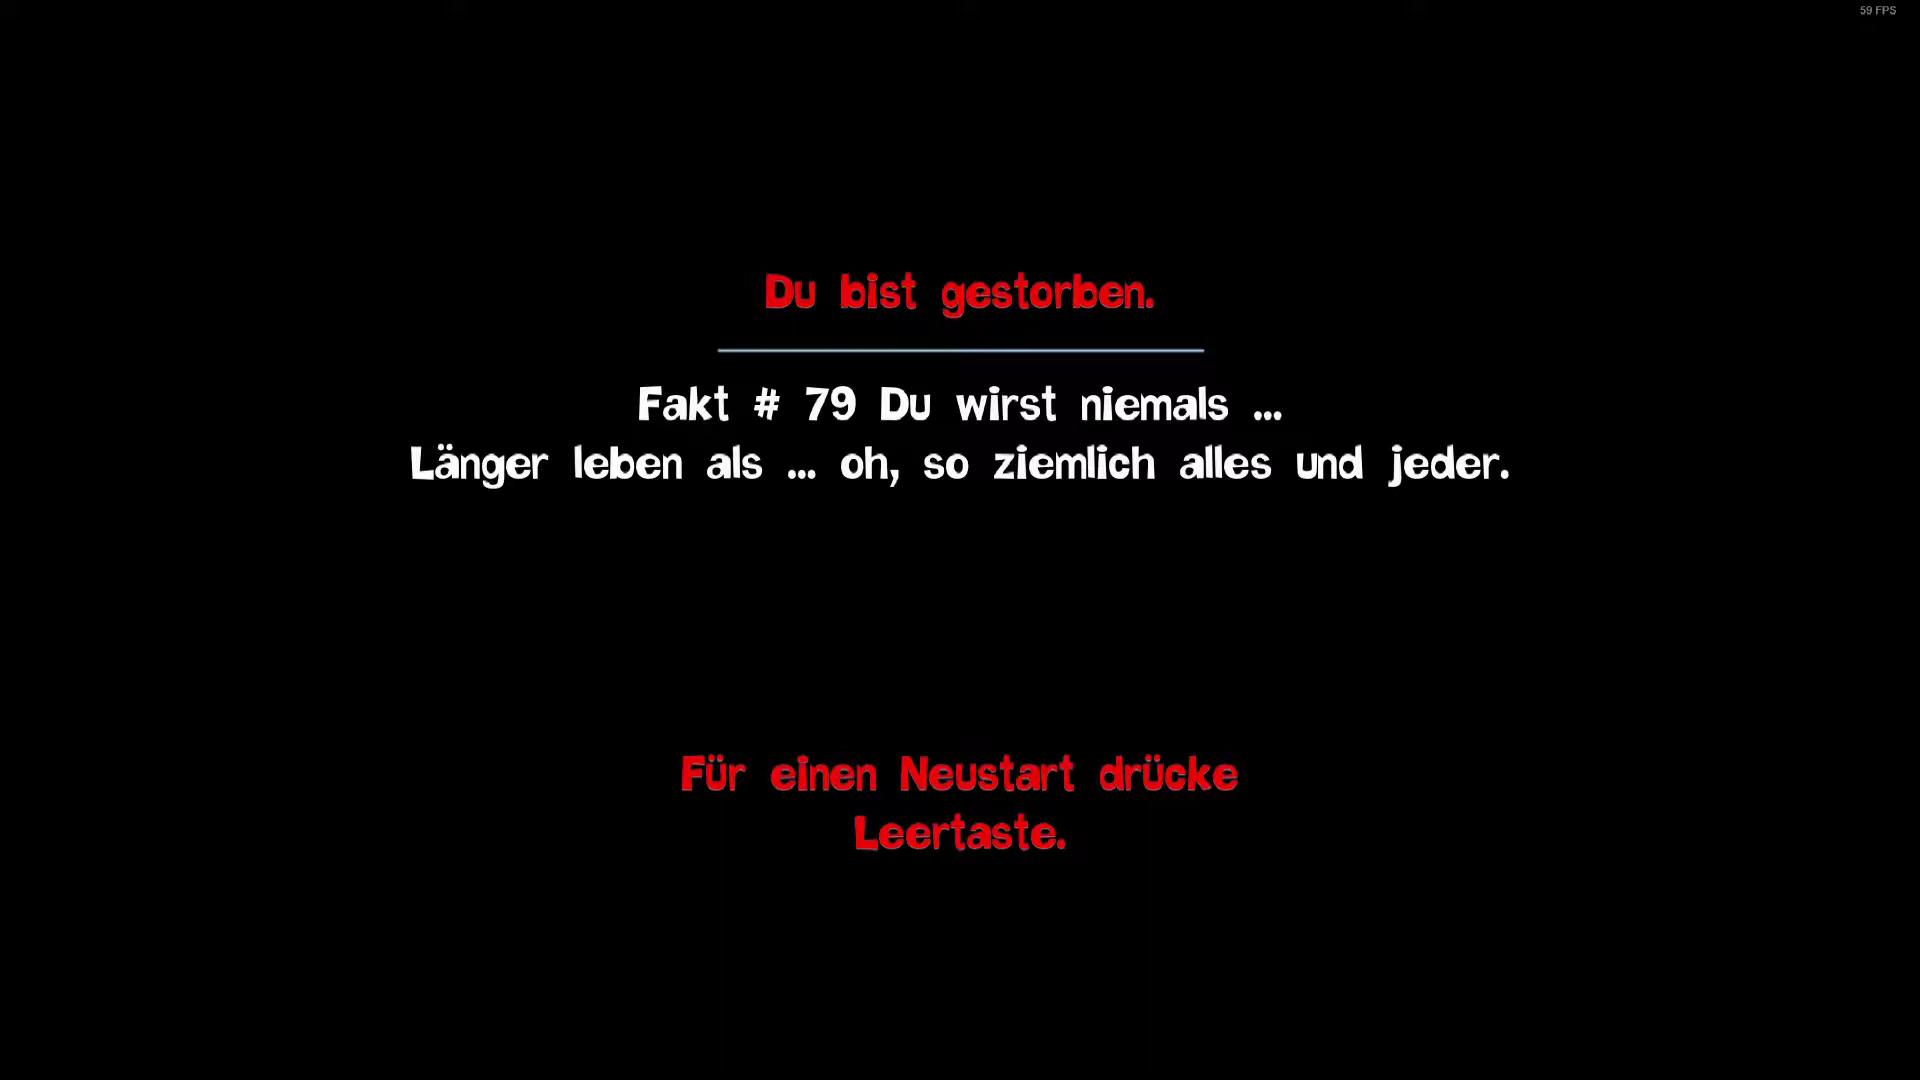 59 FPS
Du bist gestorben.
Fakt # 79 Du wirst niemals ...
Länger leben als ... oh, so ziemlich alles und jeder.
Für einen Neustart drücke
Leertaste.